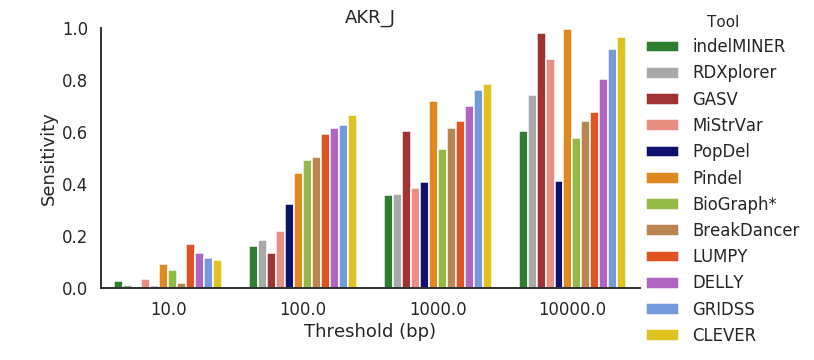 AKR_J
Sensitivity
1.0
0.8
0.6
0.4
0.2
0.0
10.0 100.0 1000.0 10000.0
Threshold (bp)
Tool
indelMINER
RDXplorer
GASV
MiStrVar
PopDel
Pindel
BioGraph*
BreakDancer
LUMPY
DELLY
GRIDSS
CLEVER